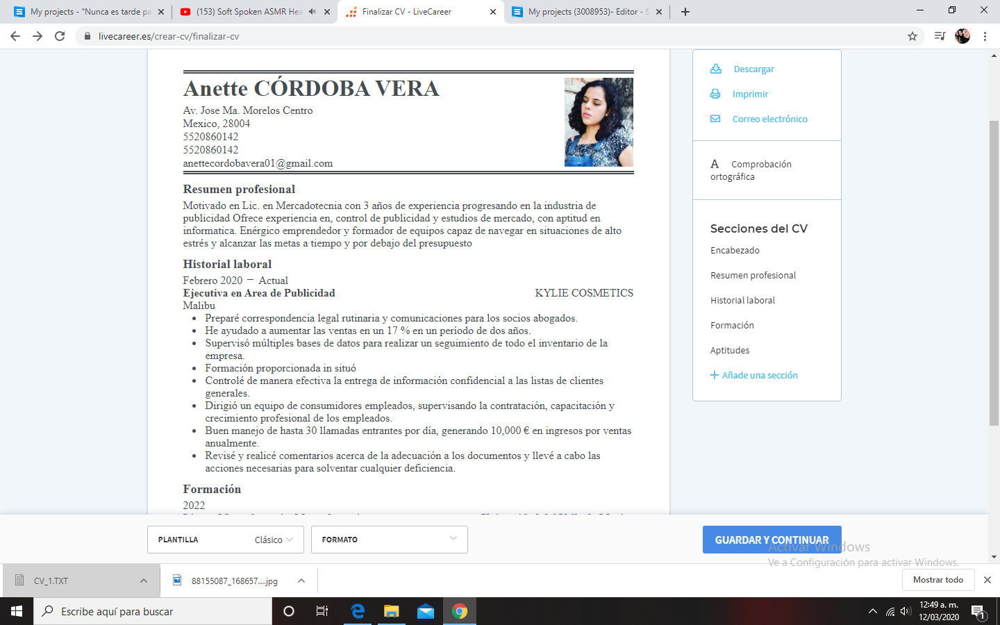 My projects - "Nunca es tarde pa
(153) Soft Spoken ASMR Hea
Finalizar CV - LiveCareer
My projects (3008953)- Editor - S
livecareer.es/crear-cv/finalizar-cv
Anette CÓRDOBA VERA
Av. Jose Ma. Morelos Centro
Mexico, 28004
5520860142
5520860142
anettecordobavera01@gmail.com
Resumen profesional
Motivado en Lic. en Mercadotecnia con 3 años de experiencia progresando en la industria de
publicidad Ofrece experiencia en, control de publicidad y estudios de mercado, con aptitud en
informatica. Enérgico emprendedor y formador de equipos capaz de navegar en situaciones de alto
estrés y alcanzar las metas a tiempo y por debajo del presupuesto
Historial laboral
Febrero 2020 – Actual
Ejecutiva en Area de Publicidad KYLIE COSMETICS
Malibu
• Preparé correspondencia legal rutinaria y comunicaciones para los socios abogados.
• He ayudado a aumentar las ventas en un 17 % en un período de dos años.
• Supervisó múltiples bases de datos para realizar un seguimiento de todo el inventario de la
empresa.
• Formación proporcionada in situó
• Controlé de manera efectiva la entrega de información confidencial a las listas de clientes
generales.
• Dirigió un equipo de consumidores empleados, supervisando la contratación, capacitación y
crecimiento profesional de los empleados.
• Buen manejo de hasta 30 llamadas entrantes por día, generando 10,000 € en ingresos por ventas
anualmente.
• Revisé y realicé comentarios acerca de la adecuación a los documentos y llevé a cabo las
acciones necesarias para solventar cualquier deficiencia.
Formación
2022
Descargar
Imprimir
Correo electrónico
A Comprobación
ortográfica
Secciones del CV
Encabezado
Resumen profesional
Historial laboral
Formación
Aptitudes
+ Añade una sección
PLANTILLA Clásico
FORMATO
GUARDAR Y CONTINUAR
Activar Windows
Ve a Configuración para activar Windows.
CV_1.TXT
88155087_168657....jpg
Mostrar todo
Escribe aquí para buscar
12:49 a. m.
12/03/2020
1